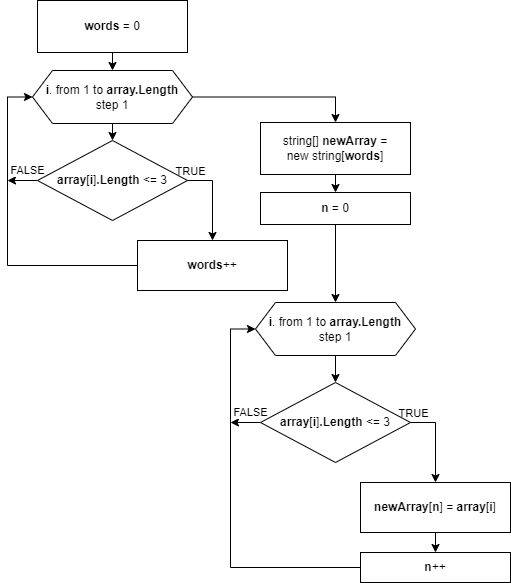 words = 0
i. from 1 to array.Length
step 1
FALSE
TRUE
array[i].Length <= 3
words++
string[] newArray =
new string[words]
n = 0
i. from 1 to array.Length
step 1
FALSE
TRUE
array[i].Length <= 3
newArray[n] = array[i]
n++